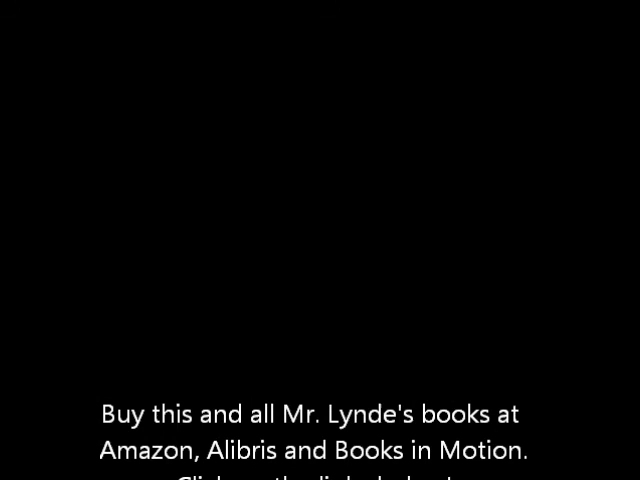 Buy this and all Mr. Lynde's books at
Amazon, Alibris and Books in Motion.